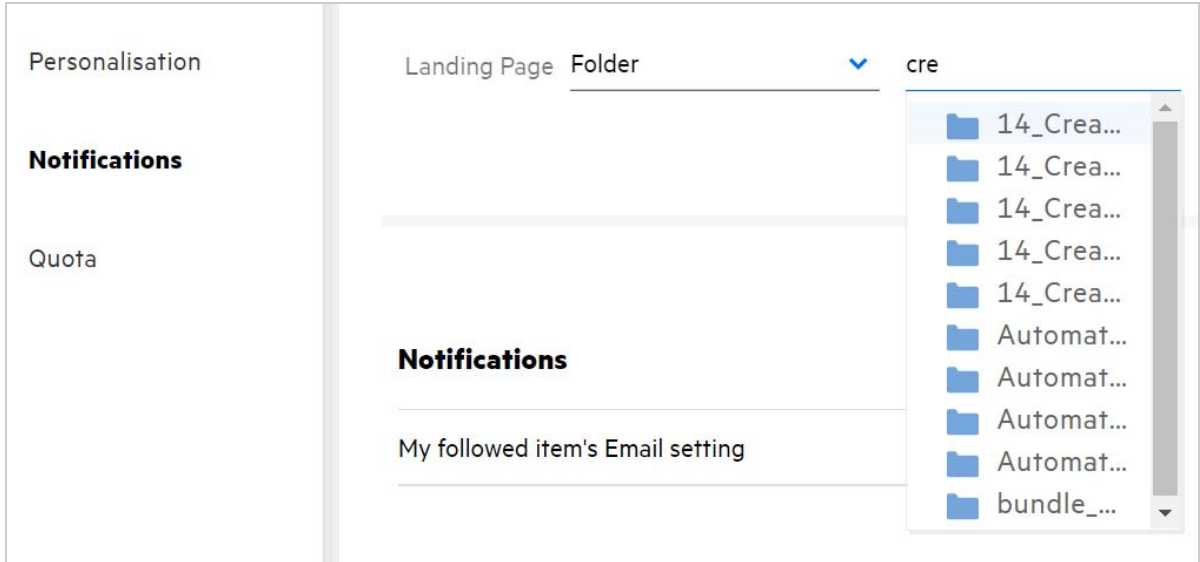 Personalisation
Notifications
Quota
Landing Page Folder cre
14_Crea...
14_Crea...
14_Crea...
14_Crea...
14_Crea...
Automat...
Automat...
Automat...
Automat...
bundle_...
Notifications
My followed item's Email setting